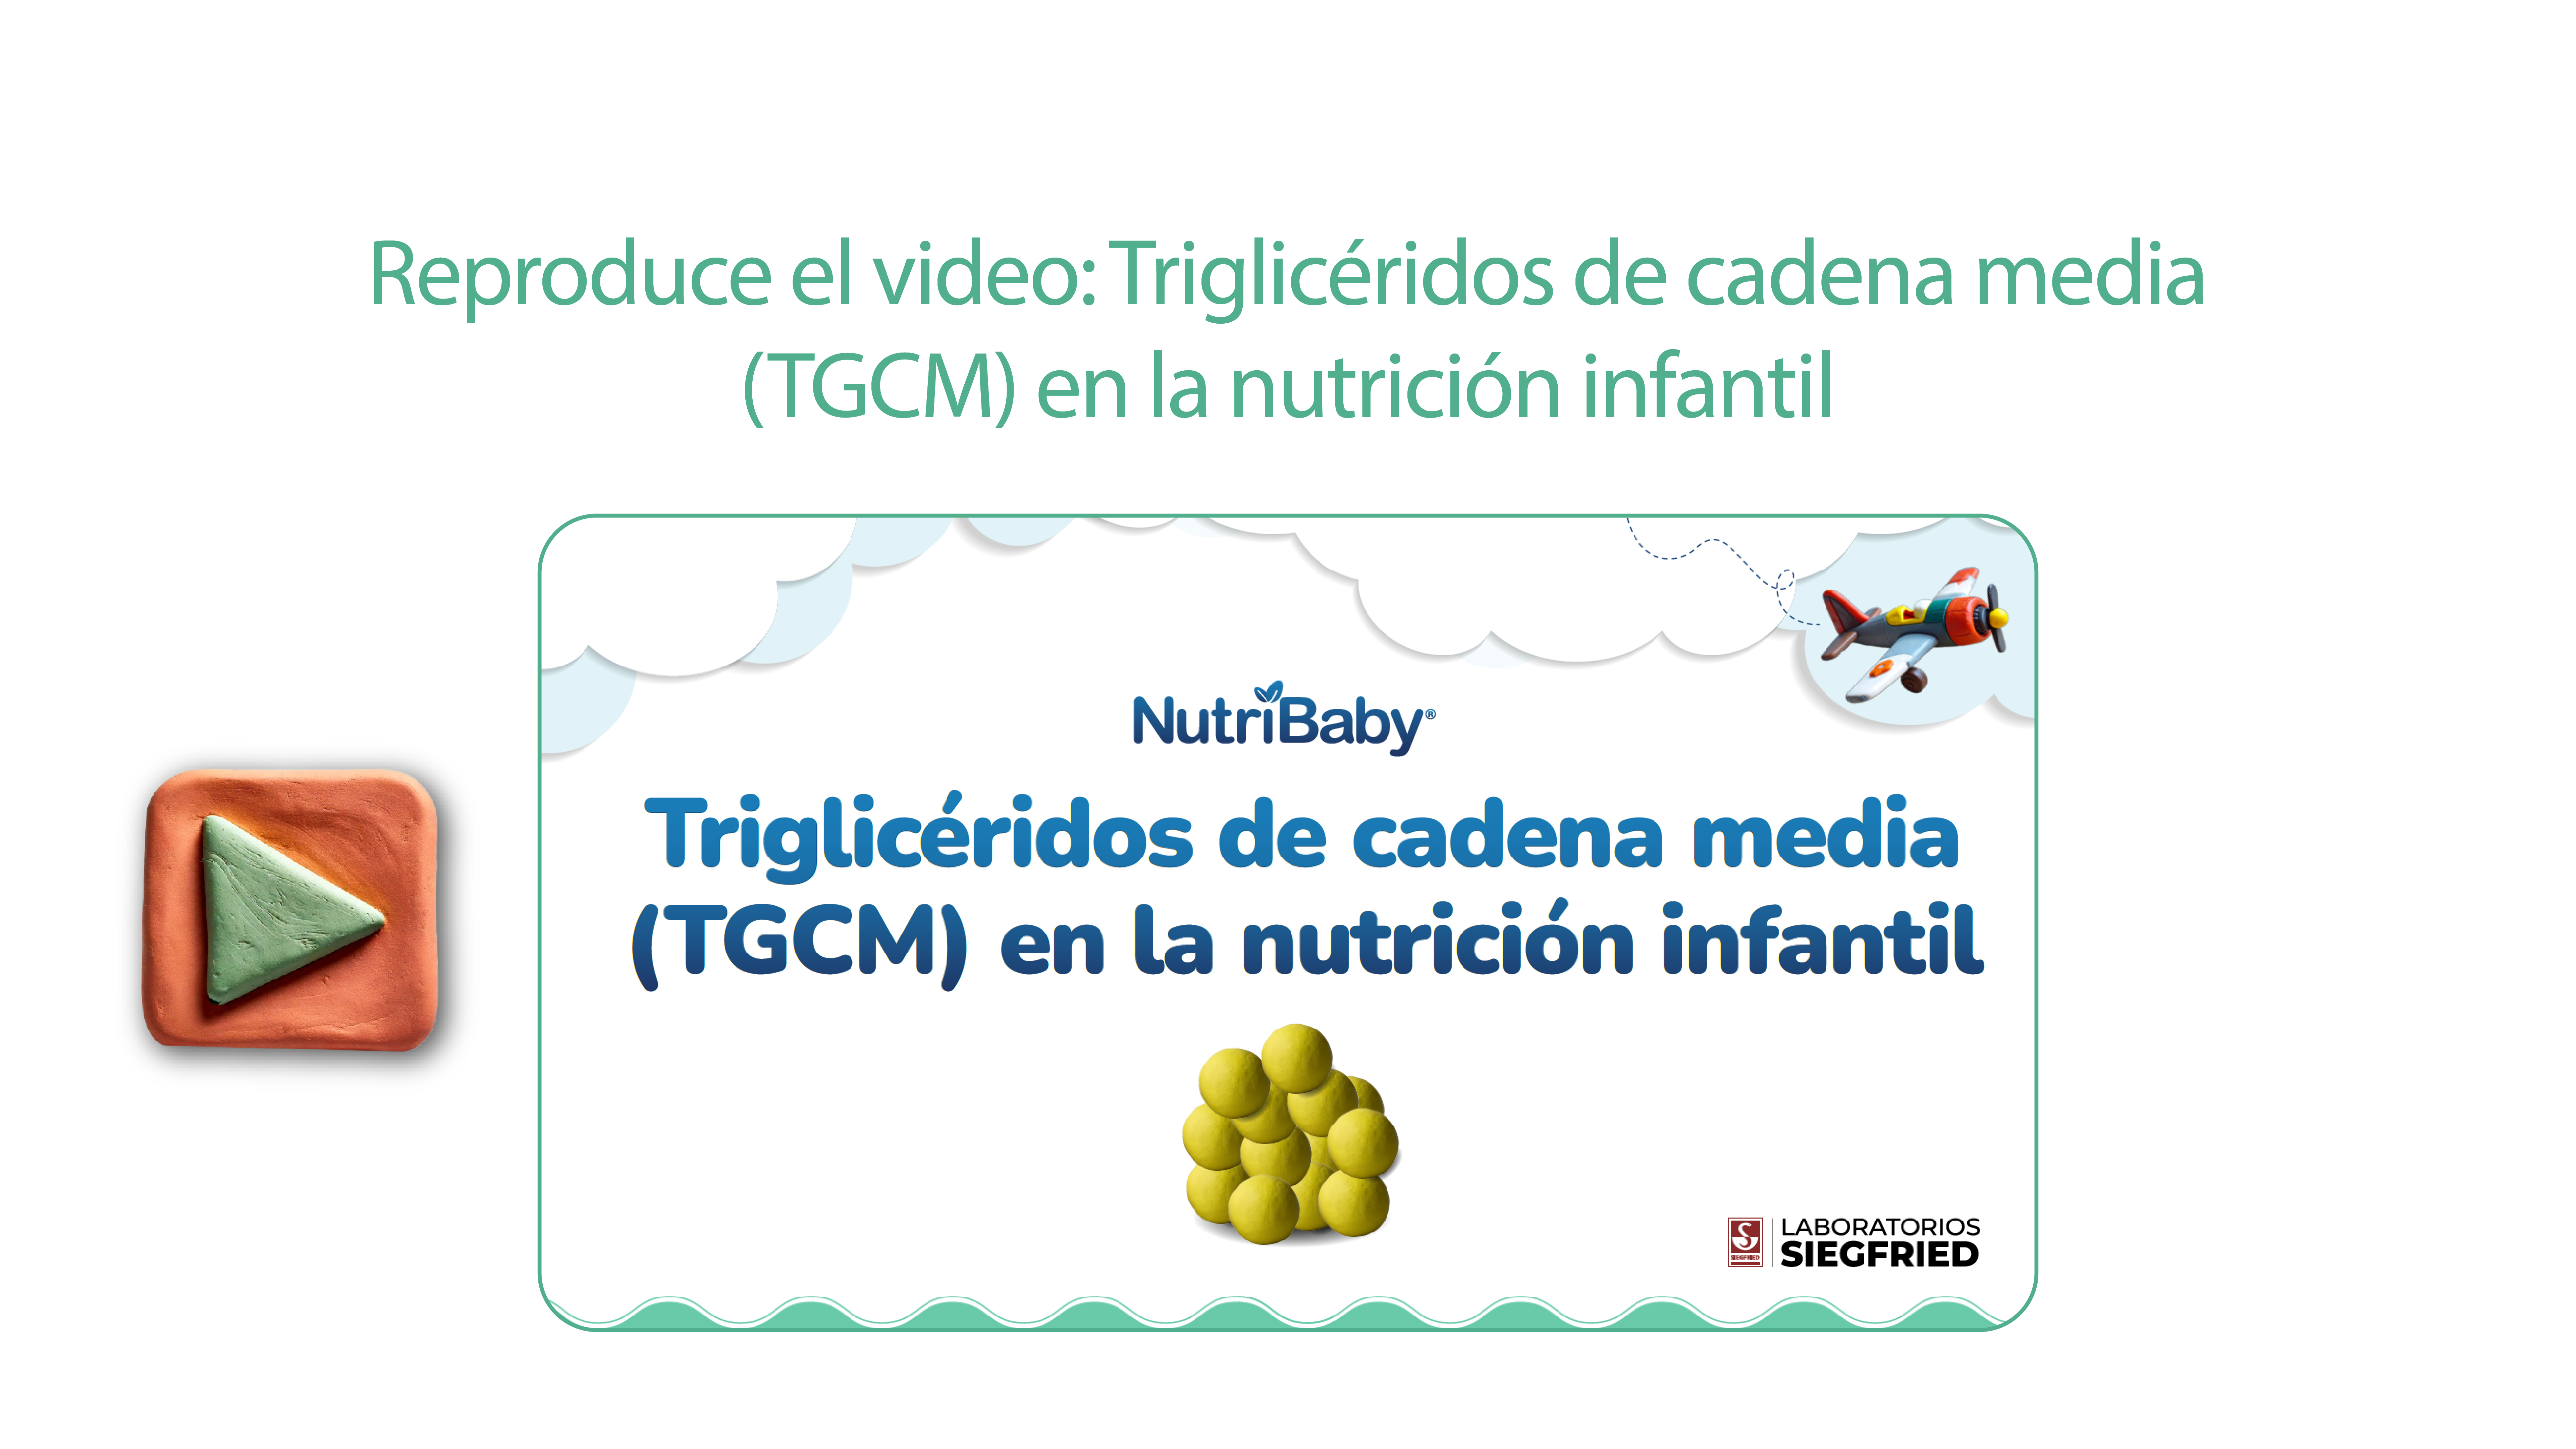 Reproduce el video: Triglicéridos de cadena media
(TGCM) en la nutrición infantil
NutriBaby®
Triglicéridos de cadena media
(TGCM) en la nutrición infantil
SIEGFRIED
LABORATORIOS
SIEGFRIED